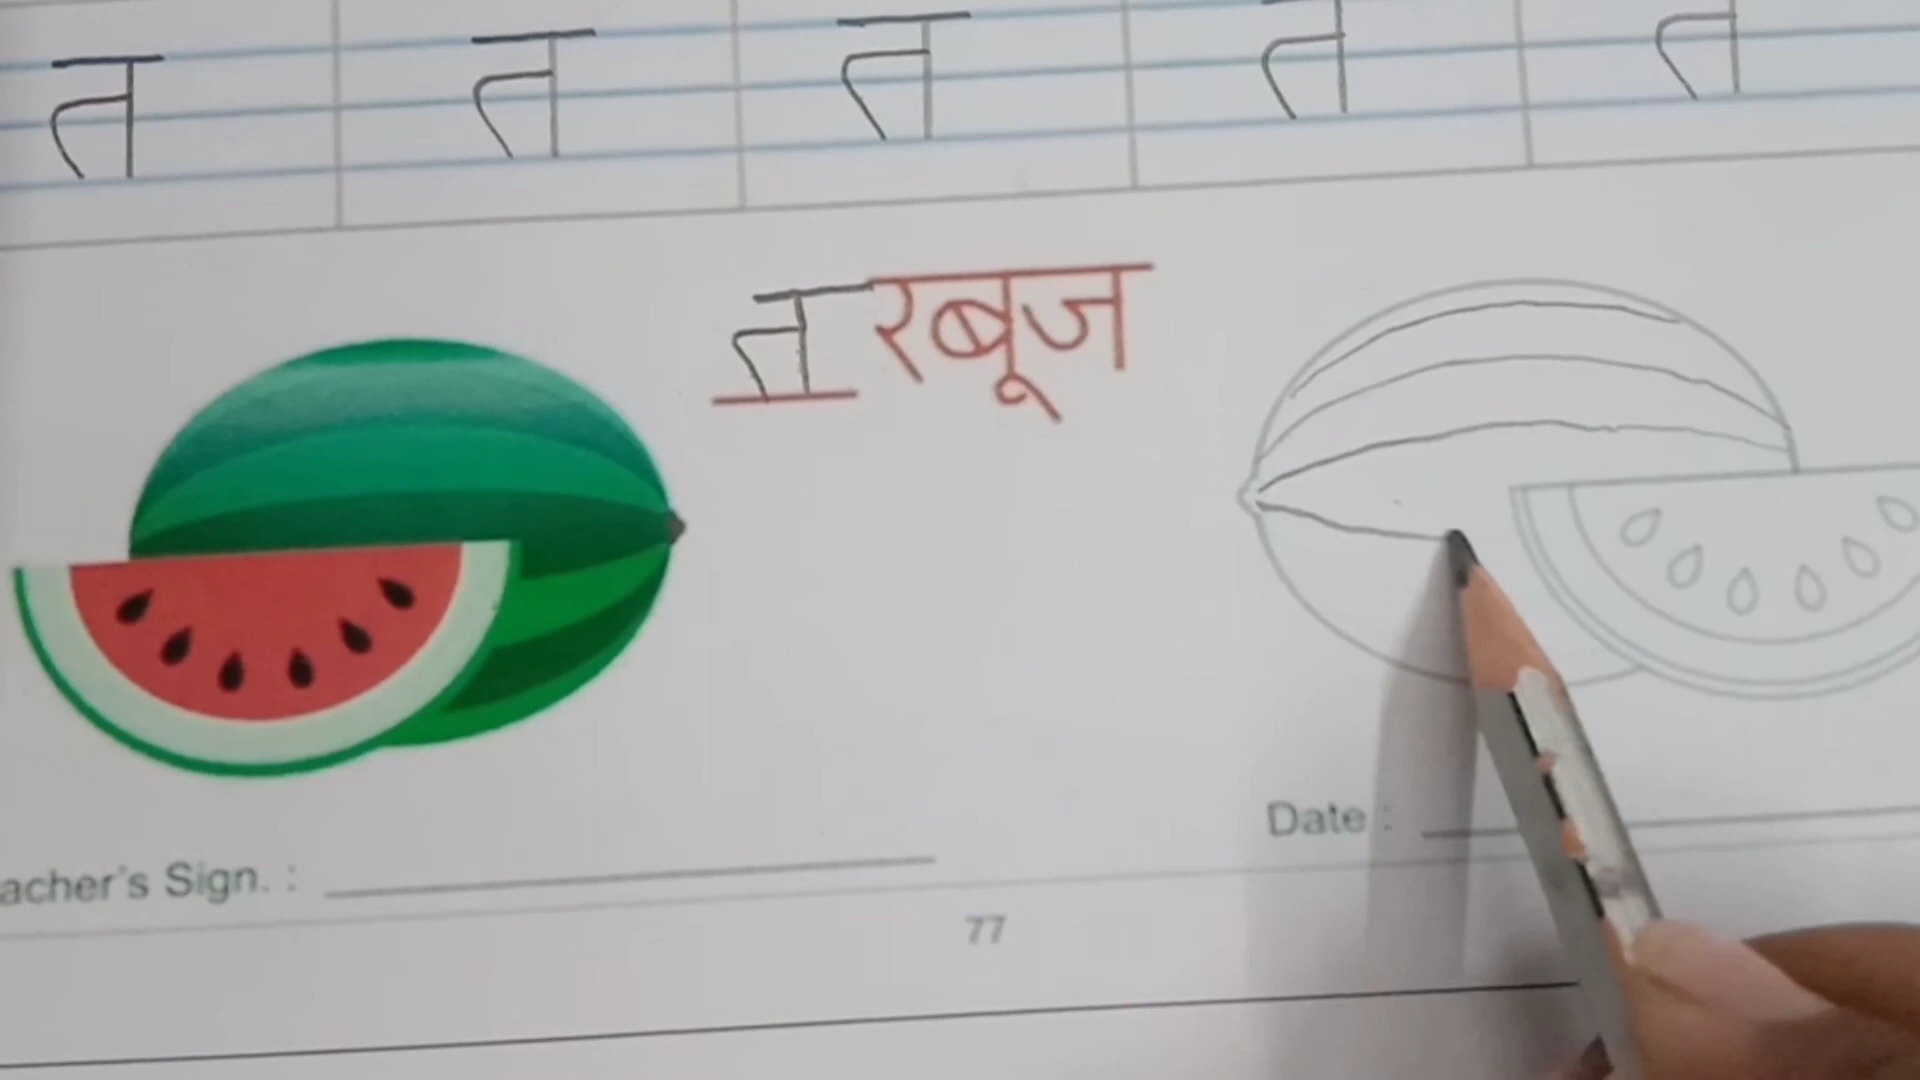 त त त त त
तरबूज
Date :
acher's Sign. :
77